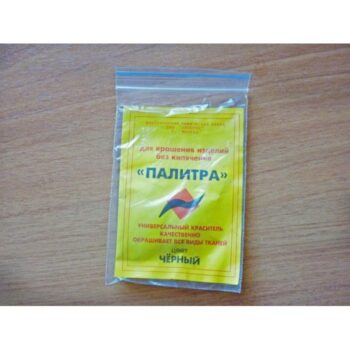 для крашения изделий
без кипячения
«ПАЛИТРА»
УНИВЕРСАЛЬНЫЙ КРАСИТЕЛЬ
КАЧЕСТВЕННО
ОКРАШИВАЕТ ВСЕ ВИДЫ ТКАНЕЙ
ЦВЕТ
ЧЁРНЫЙ